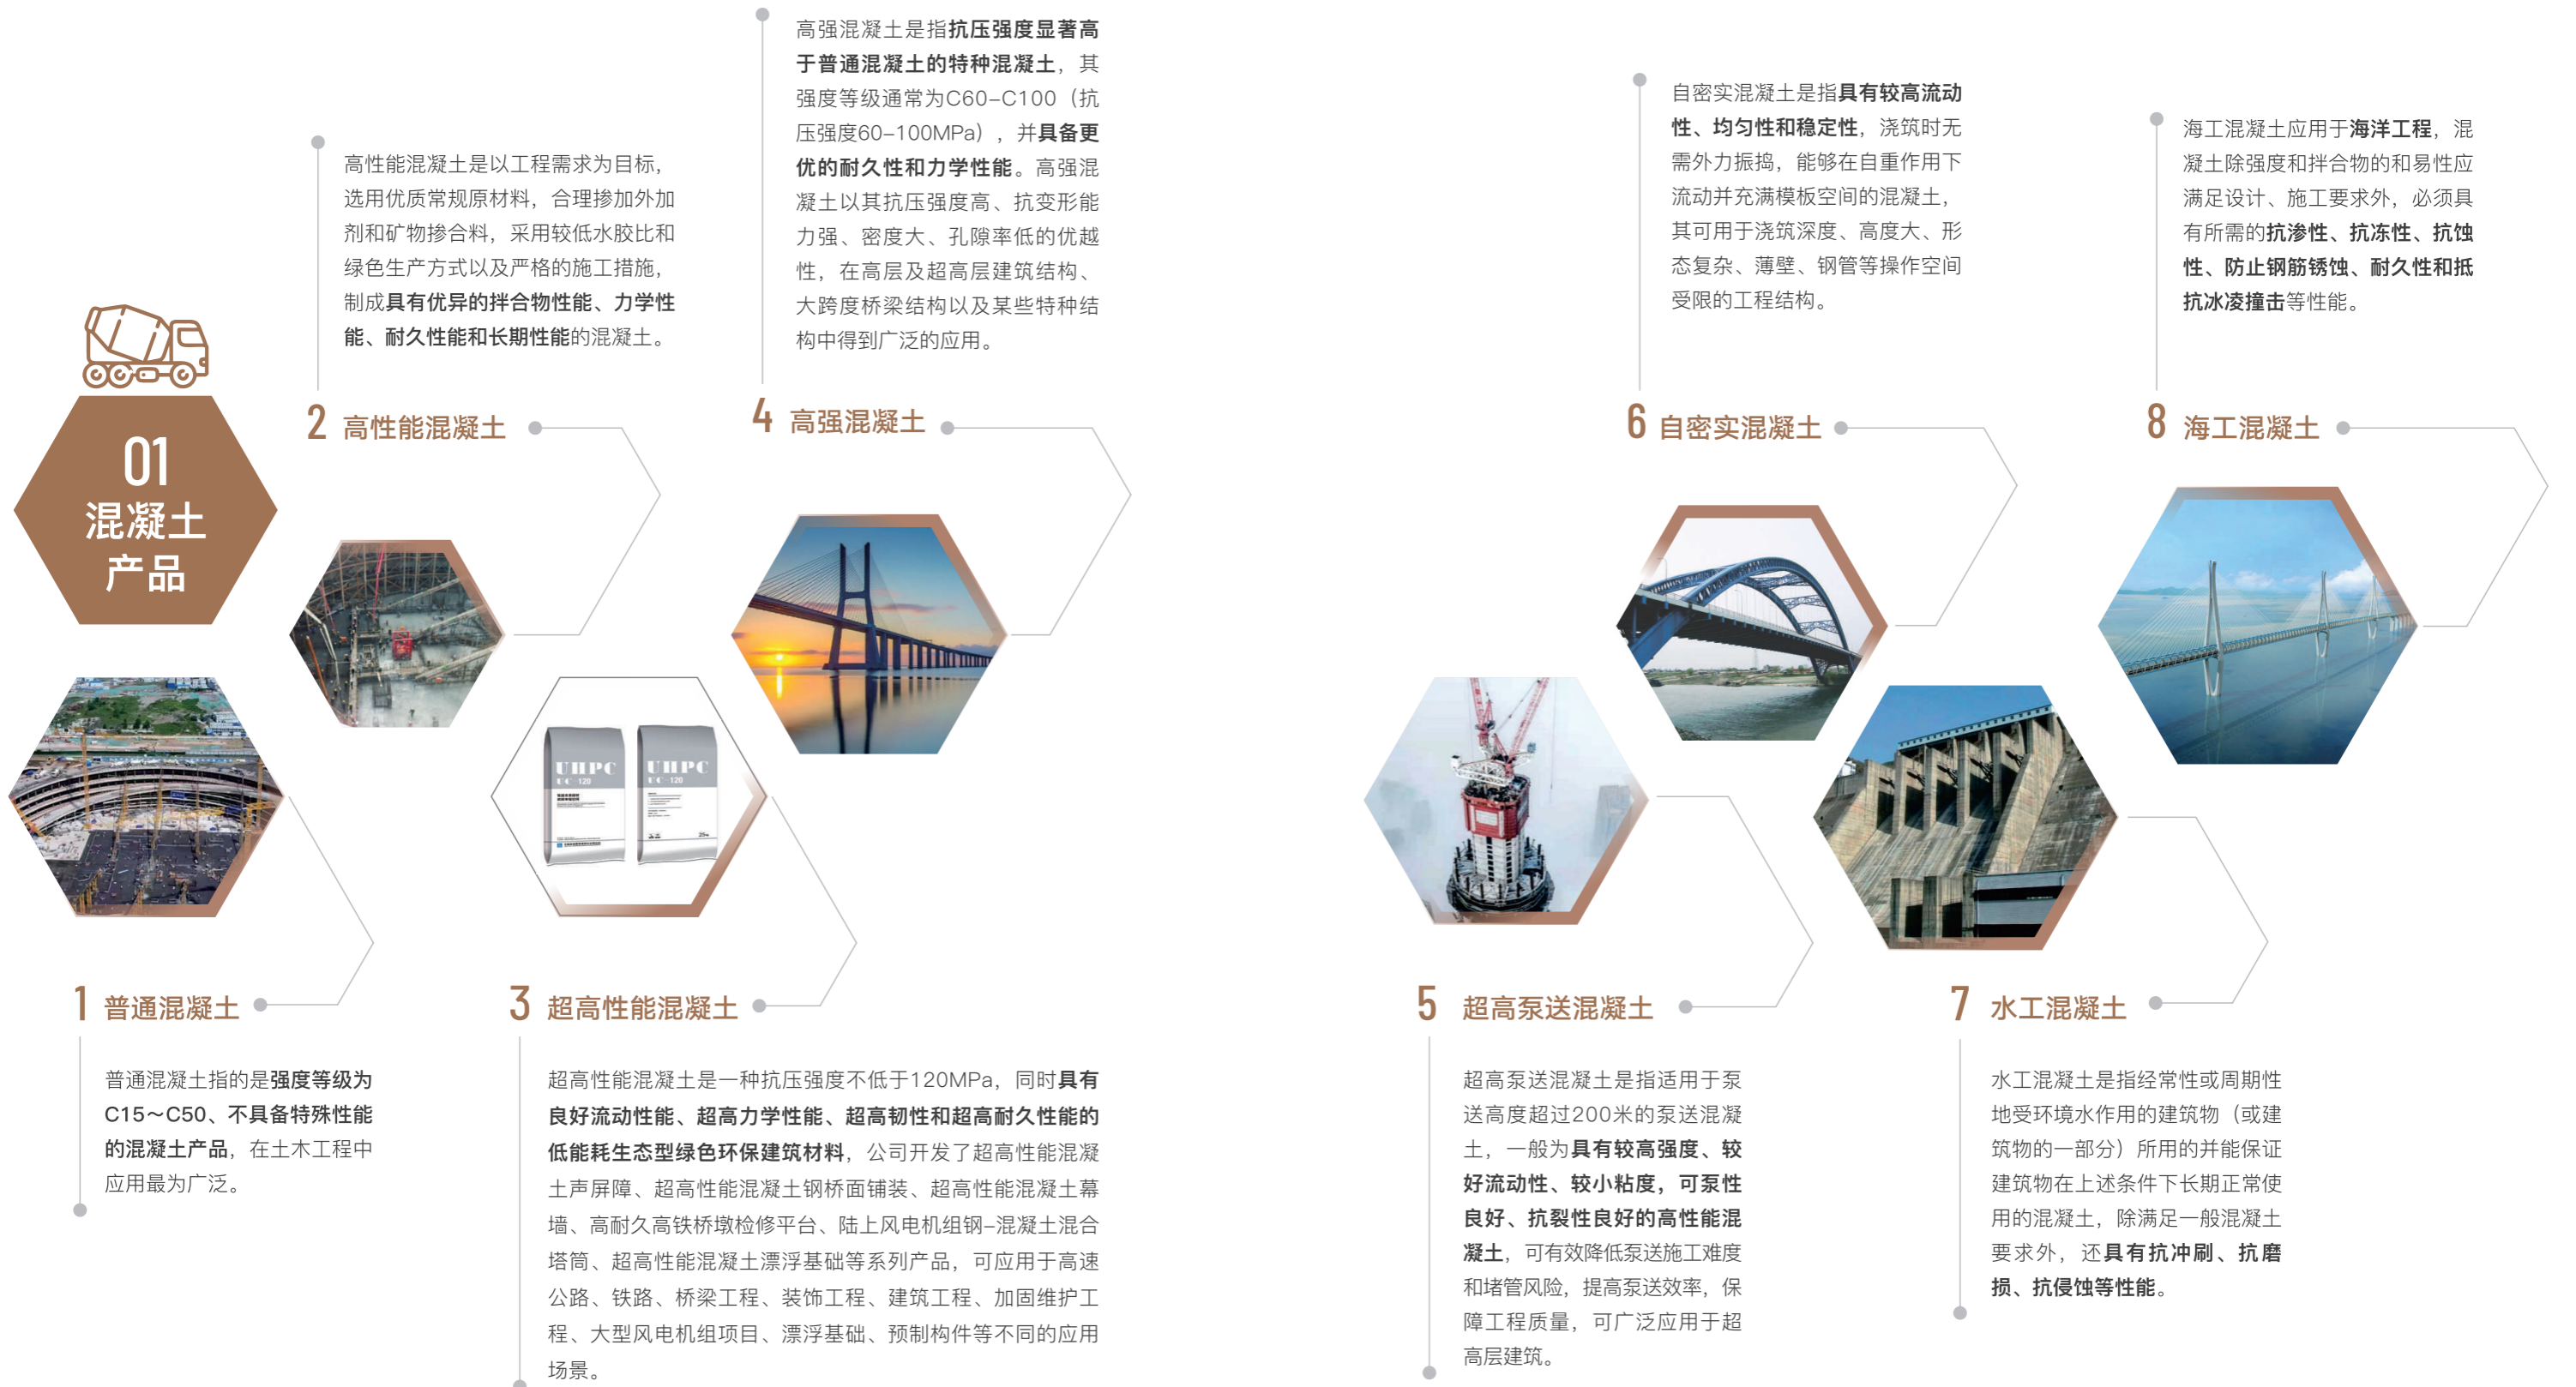 01
混凝土
产品
1 普通混凝土
普通混凝土指的是强度等级为
C15～C50、不具备特殊性能
的混凝土产品，在土木工程中
应用最为广泛。
2 高性能混凝土
高性能混凝土是以工程需求为目标，
选用优质常规原材料，合理掺加外加
剂和矿物掺合料，采用较低水胶比和
绿色生产方式以及严格的施工措施，
制成具有优异的拌合物性能、力学性
能、耐久性能和长期性能的混凝土。
3 超高性能混凝土
超高性能混凝土是一种抗压强度不低于120MPa，同时具有
良好流动性能、超高力学性能、超高韧性和超高耐久性能的
低能耗生态型绿色环保建筑材料，公司开发了超高性能混凝
土声屏障、超高性能混凝土钢桥面铺装、超高性能混凝土幕
墙、高耐久高铁桥墩检修平台、陆上风电机组钢–混凝土混合
塔筒、超高性能混凝土漂浮基础等系列产品，可应用于高速
公路、铁路、桥梁工程、装饰工程、建筑工程、加固维护工
程、大型风电机组项目、漂浮基础、预制构件等不同的应用
场景。
UHPC
UC-120
UHPC
UC-120
25kg
4 高强混凝土
高强混凝土是指抗压强度显著高
于普通混凝土的特种混凝土，其
强度等级通常为C60–C100（抗
压强度60–100MPa），并具备更
优的耐久性和力学性能。高强混
凝土以其抗压强度高、抗变形能
力强、密度大、孔隙率低的优越
性，在高层及超高层建筑结构、
大跨度桥梁结构以及某些特种结
构中得到广泛的应用。
5 超高泵送混凝土
超高泵送混凝土是指适用于泵
送高度超过200米的泵送混凝
土，一般为具有较高强度、较
好流动性、较小粘度，可泵性
良好、抗裂性良好的高性能混
凝土，可有效降低泵送施工难度
和堵管风险，提高泵送效率，保
障工程质量，可广泛应用于超
高层建筑。
6 自密实混凝土
自密实混凝土是指具有较高流动
性、均匀性和稳定性，浇筑时无
需外力振捣，能够在自重作用下
流动并充满模板空间的混凝土，
其可用于浇筑深度、高度大、形
态复杂、薄壁、钢管等操作空间
受限的工程结构。
7 水工混凝土
水工混凝土是指经常性或周期性
地受环境水作用的建筑物（或建
筑物的一部分）所用的并能保证
建筑物在上述条件下长期正常使
用的混凝土，除满足一般混凝土
要求外，还具有抗冲刷、抗磨
损、抗侵蚀等性能。
8 海工混凝土
海工混凝土应用于海洋工程，混
凝土除强度和拌合物的和易性应
满足设计、施工要求外，必须具
有所需的抗渗性、抗冻性、抗蚀
性、防止钢筋锈蚀、耐久性和抵
抗冰凌撞击等性能。